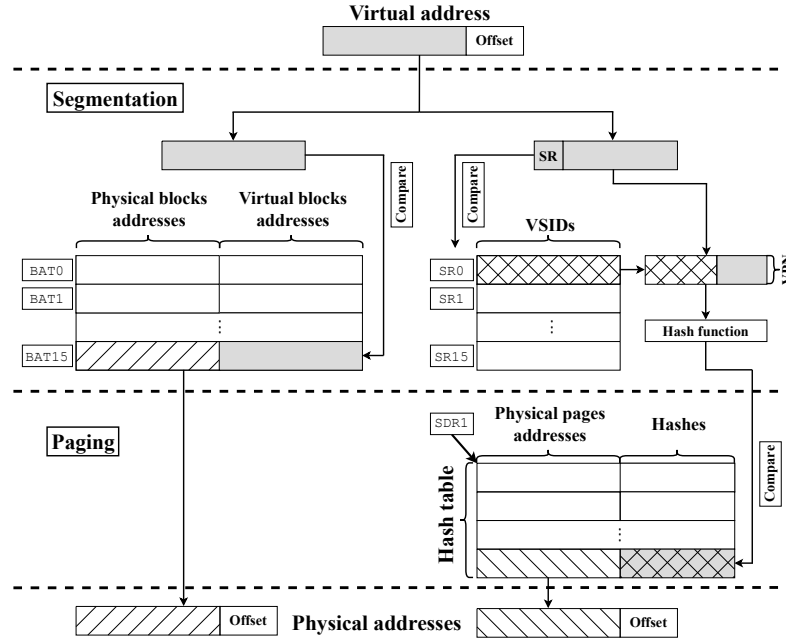 Virtual address
Offset
Segmentation
SR
Compare
Compare
Physical blocks
addresses
Virtual blocks
addresses
VSIDs
BAT0
SR0
VPN
BAT1
SR1
⋮
⋮
Hash function
BAT15
SR15
Paging
SDR1
Physical pages
addresses
Hashes
Compare
Hash table
⋮
Offset
Physical addresses
Offset